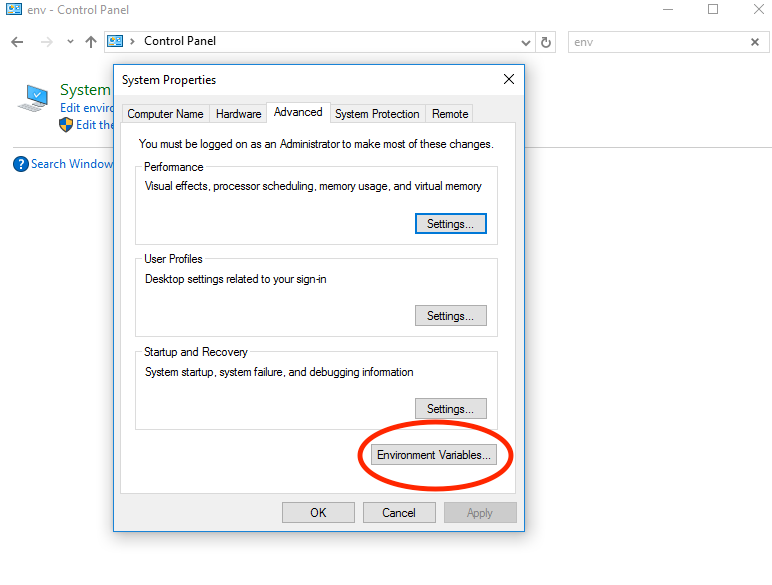 env - Control Panel
Control Panel
env
System
Edit enviro
Edit the
Search Window
System Properties
Computer Name Hardware Advanced System Protection Remote
You must be logged on as an Administrator to make most of these changes.
Performance
Visual effects, processor scheduling, memory usage, and virtual memory
Settings...
User Profiles
Desktop settings related to your sign-in
Settings...
Startup and Recovery
System startup, system failure, and debugging information
Settings...
Environment Variables...
OK Cancel Apply